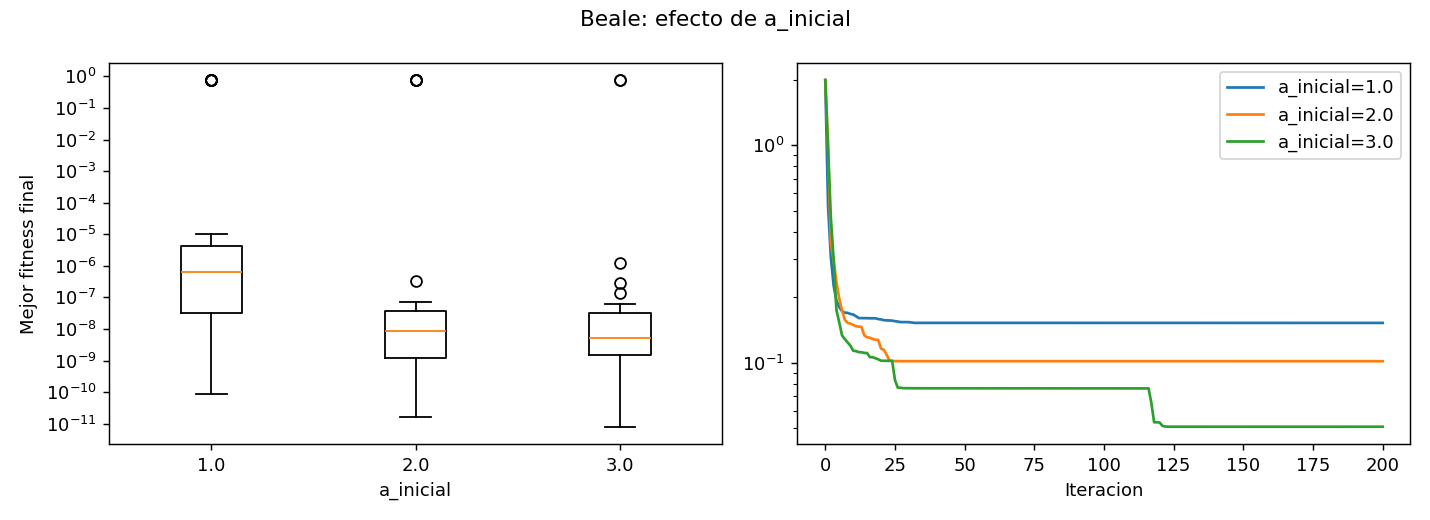 Beale: efecto de a_inicial
Mejor fitness final
10^0
10^-1
10^-2
10^-3
10^-4
10^-5
10^-6
10^-7
10^-8
10^-9
10^-10
10^-11
1.0 2.0 3.0
a_inicial
10^0
10^-1
a_inicial=1.0
a_inicial=2.0
a_inicial=3.0
0 25 50 75 100 125 150 175 200
Iteracion